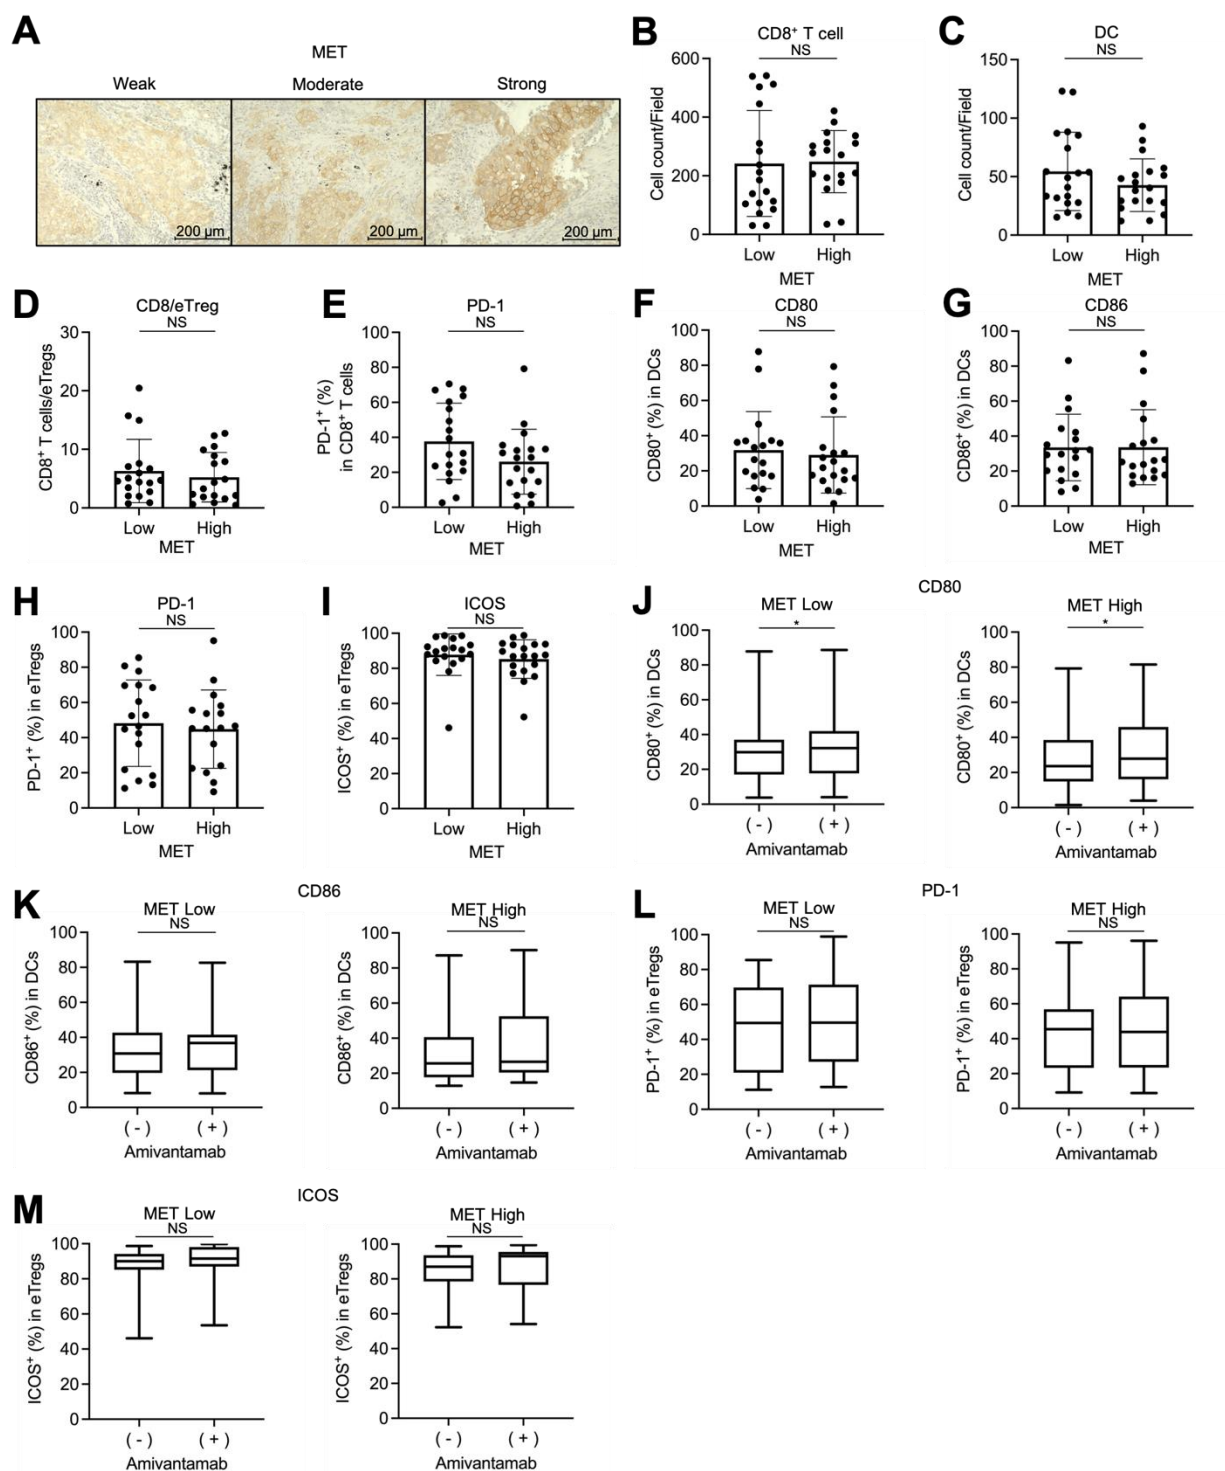 A
MET
Weak Moderate Strong
200 µm 200 µm 200 µm
B
CD8⁺ T cell
NS
Cell count/Field
600
400
200
0
Low High
MET
C
DC
NS
Cell count/Field
150
100
50
0
Low High
MET
D
CD8/eTreg
NS
CD8⁺ T cells/eTregs
30
20
10
0
Low High
MET
E
PD-1
NS
PD-1⁺ (%)
in CD8⁺ T cells
100
80
60
40
20
0
Low High
MET
F
CD80
NS
CD80⁺ (%) in DCs
100
80
60
40
20
0
Low High
MET
G
CD86
NS
CD86⁺ (%) in DCs
100
80
60
40
20
0
Low High
MET
H
PD-1
NS
PD-1⁺ (%) in eTregs
100
80
60
40
20
0
Low High
MET
I
ICOS
NS
ICOS⁺ (%) in eTregs
100
80
60
40
20
0
Low High
MET
J
CD80
MET Low
*
CD80⁺ (%) in DCs
100
80
60
40
20
0
( - ) ( + )
Amivantamab
MET High
*
CD80⁺ (%) in DCs
100
80
60
40
20
0
( - ) ( + )
Amivantamab
K
CD86
MET Low
NS
CD86⁺ (%) in DCs
100
80
60
40
20
0
( - ) ( + )
Amivantamab
MET High
NS
CD86⁺ (%) in DCs
100
80
60
40
20
0
( - ) ( + )
Amivantamab
L
PD-1
MET Low
NS
PD-1⁺ (%) in eTregs
100
80
60
40
20
0
( - ) ( + )
Amivantamab
MET High
NS
PD-1⁺ (%) in eTregs
100
80
60
40
20
0
( - ) ( + )
Amivantamab
M
ICOS
MET Low
NS
ICOS⁺ (%) in eTregs
100
80
60
40
20
0
( - ) ( + )
Amivantamab
MET High
NS
ICOS⁺ (%) in eTregs
100
80
60
40
20
0
( - ) ( + )
Amivantamab